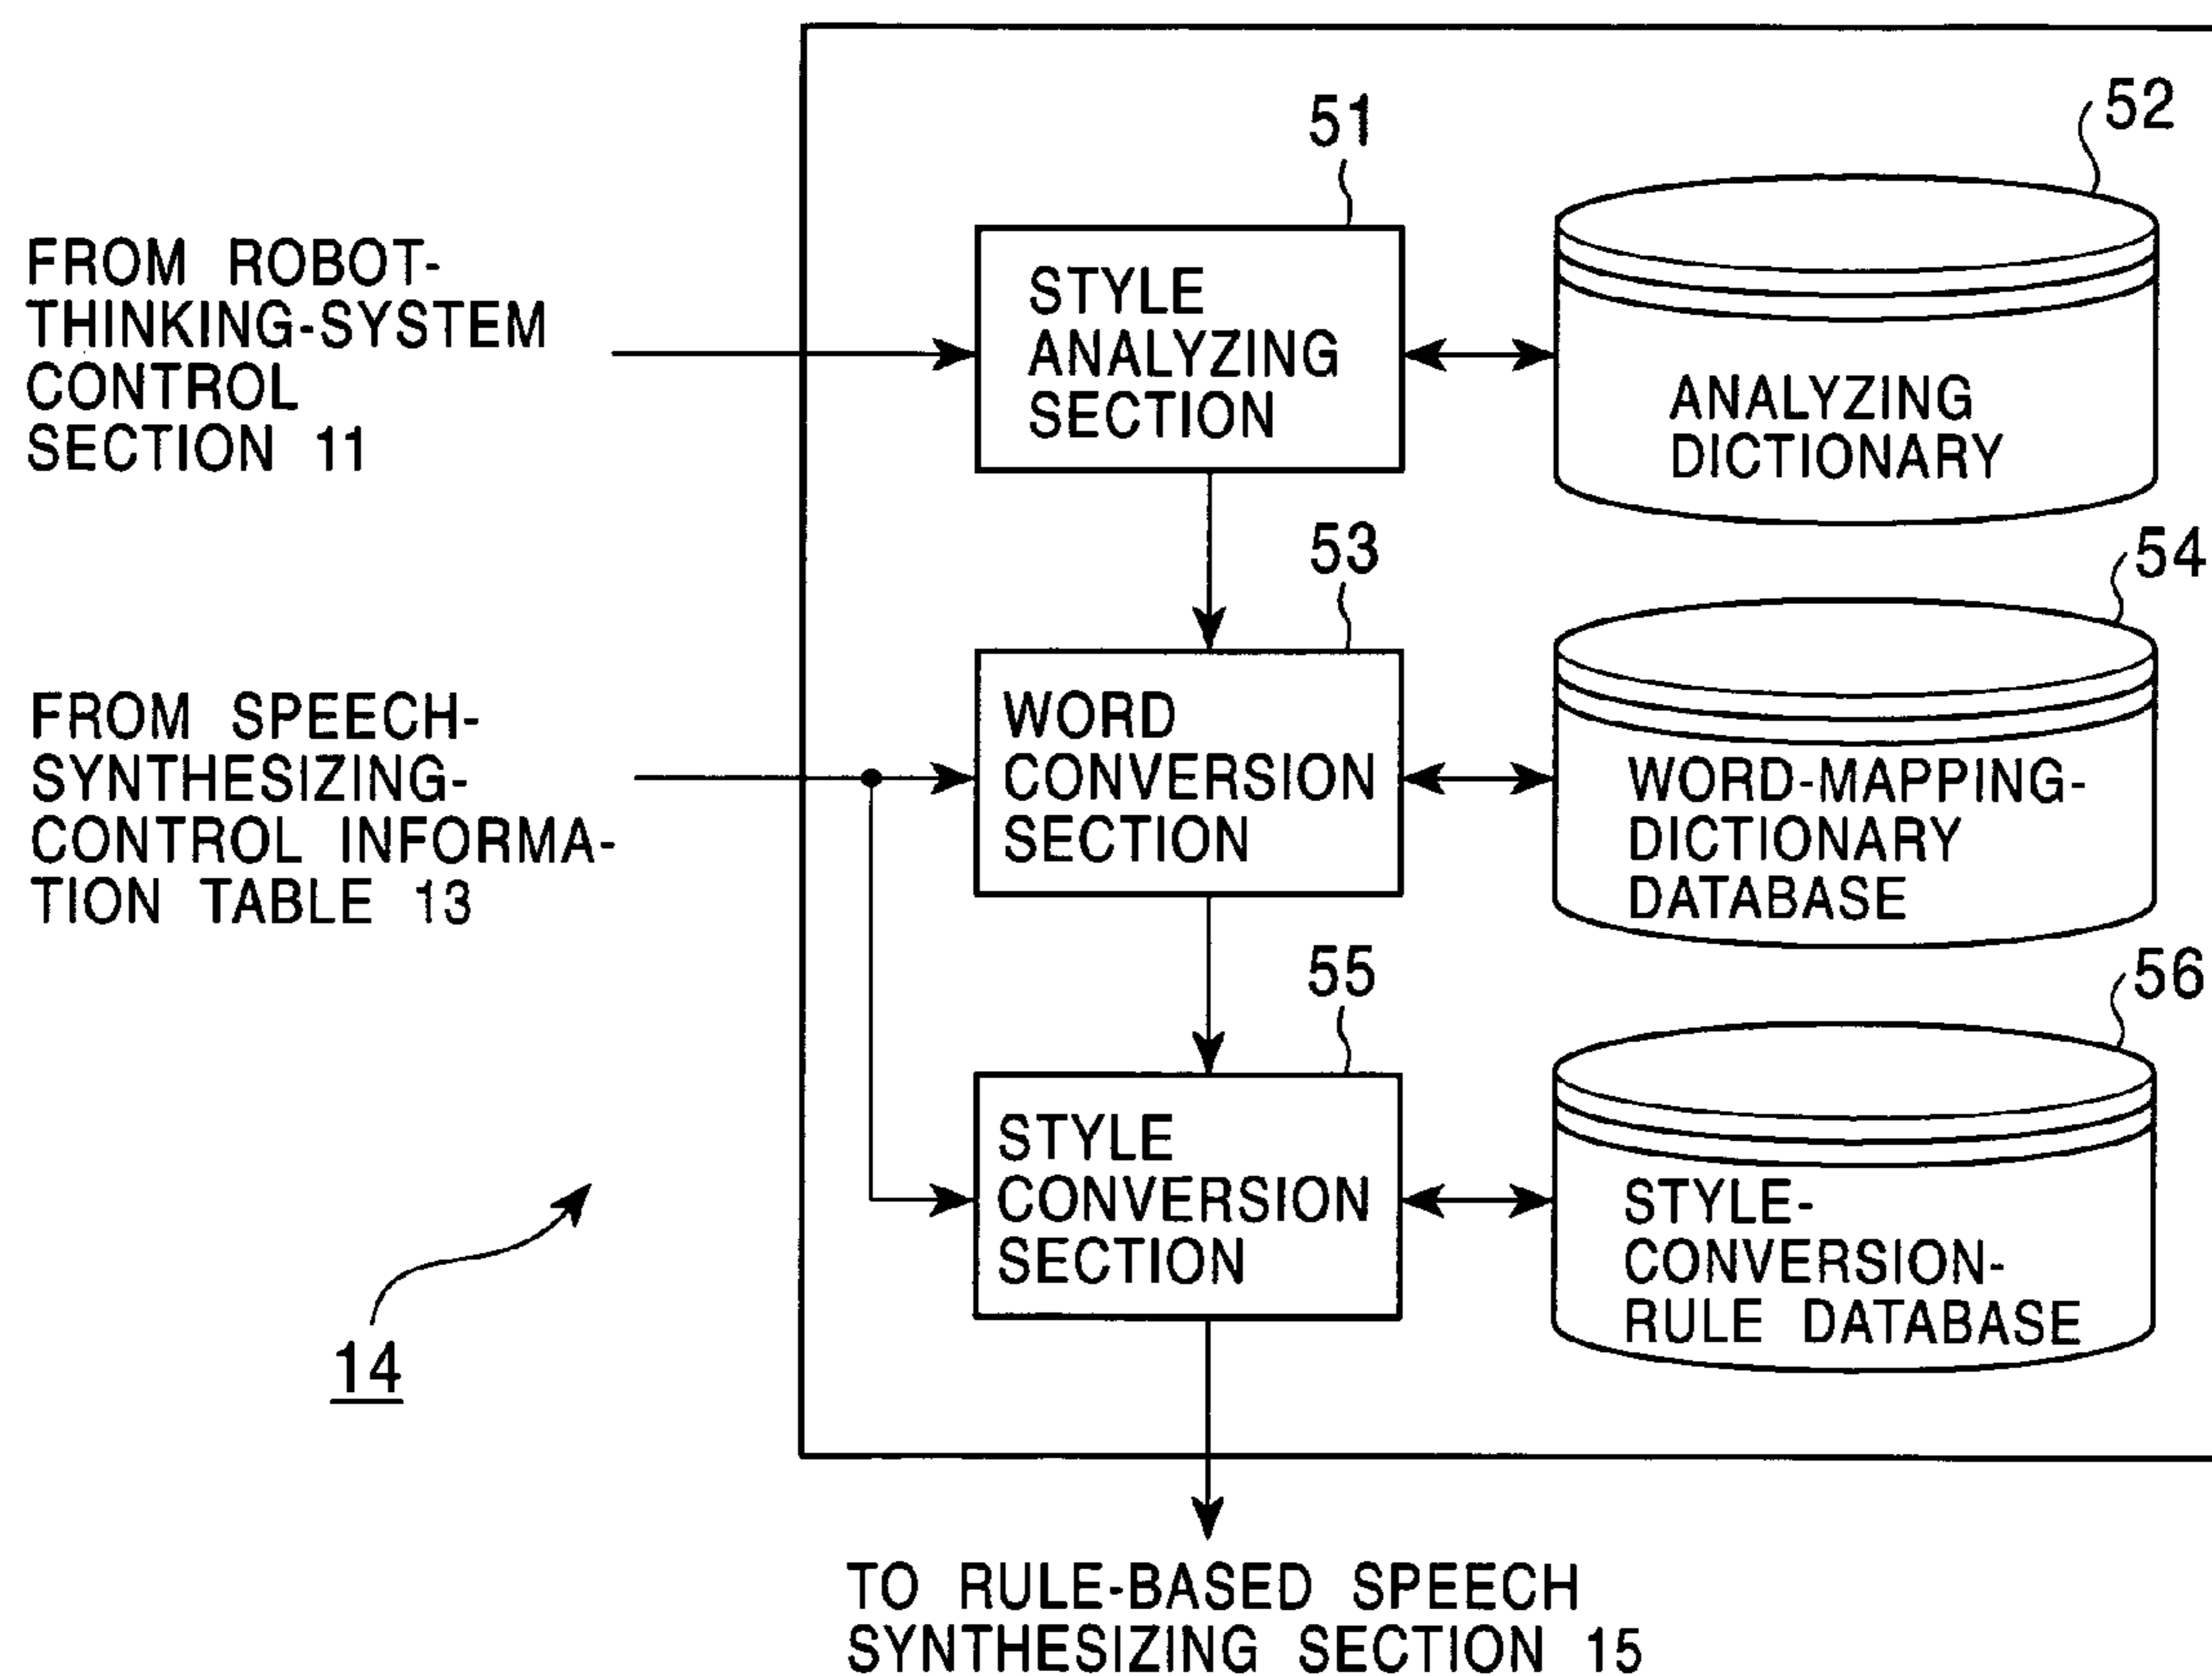 52
51
FROM ROBOT-
THINKING-SYSTEM
CONTROL
SECTION 11
STYLE
ANALYZING
SECTION
ANALYZING
DICTIONARY
53
54
FROM SPEECH-
SYNTHESIZING-
CONTROL INFORMA-
TION TABLE 13
WORD
CONVERSION
SECTION
WORD-MAPPING-
DICTIONARY
DATABASE
55
56
STYLE
CONVERSION
SECTION
STYLE-
CONVERSION-
RULE DATABASE
14
TO RULE-BASED SPEECH
SYNTHESIZING SECTION 15